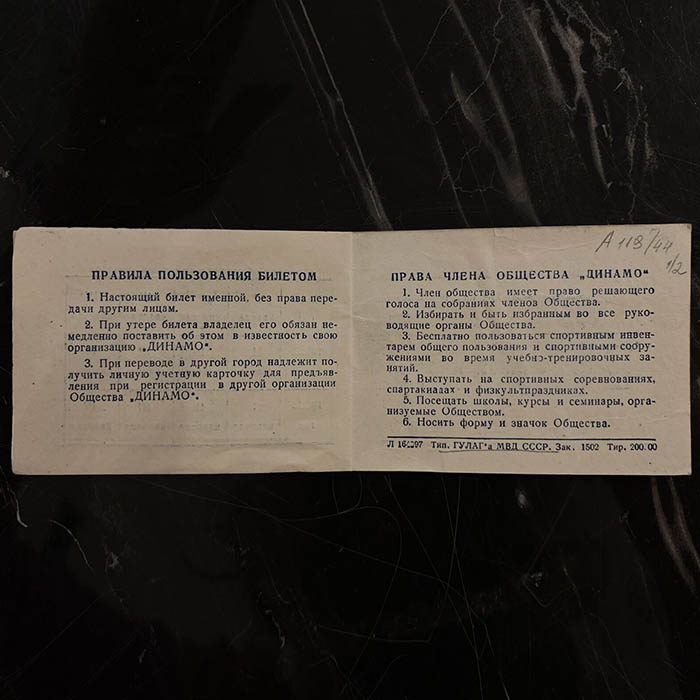 ПРАВИЛА ПОЛЬЗОВАНИЯ БИЛЕТОМ
1. Настоящий билет именной, без права пере-
дачи другим лицам.
2. При утере билета владелец его обязан не-
медленно поставить об этом в известность свою
организацию „ДИНАМО“.
3. При переводе в другой город надлежит по-
лучить личную учетную карточку для предъяв-
ления при регистрации в другой организации
Общества „ДИНАМО“.
А 118/44
1/2
ПРАВА ЧЛЕНА ОБЩЕСТВА „ДИНАМО“
1. Член общества имеет право решающего
голоса на собраниях членов Общества.
2. Избирать и быть избранным во все руко-
водящие органы Общества.
3. Бесплатно пользоваться спортивным инвен-
тарем общего пользования и спортивными соору-
жениями во время учебно-тренировочных за-
нятий.
4. Выступать на спортивных соревнованиях,
спартакиадах и физкультпраздниках.
5. Посещать школы, курсы и семинары, орга-
низуемые Обществом.
6. Носить форму и значок Общества.
Тип. ГУЛАГ'а МВД СССР. Зак. 1502 Тир. 200.00